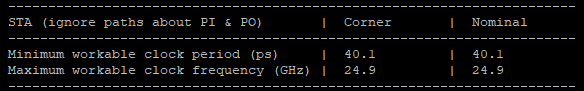 --------------------------------------------------------------------------
STA (ignore paths about PI & PO)        |  Corner       |  Nominal
--------------------------------------------------------------------------
Minimum workable clock period (ps)      |  40.1         |  40.1
Maximum workable clock frequency (GHz)  |  24.9         |  24.9
--------------------------------------------------------------------------